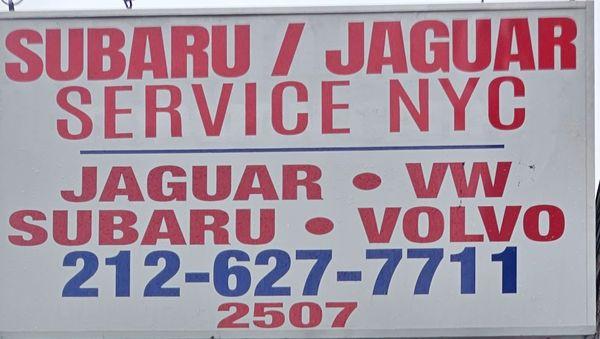 SUBARU / JAGUAR
SERVICE NYC
JAGUAR • VW
SUBARU • VOLVO
212-627-7711
2507